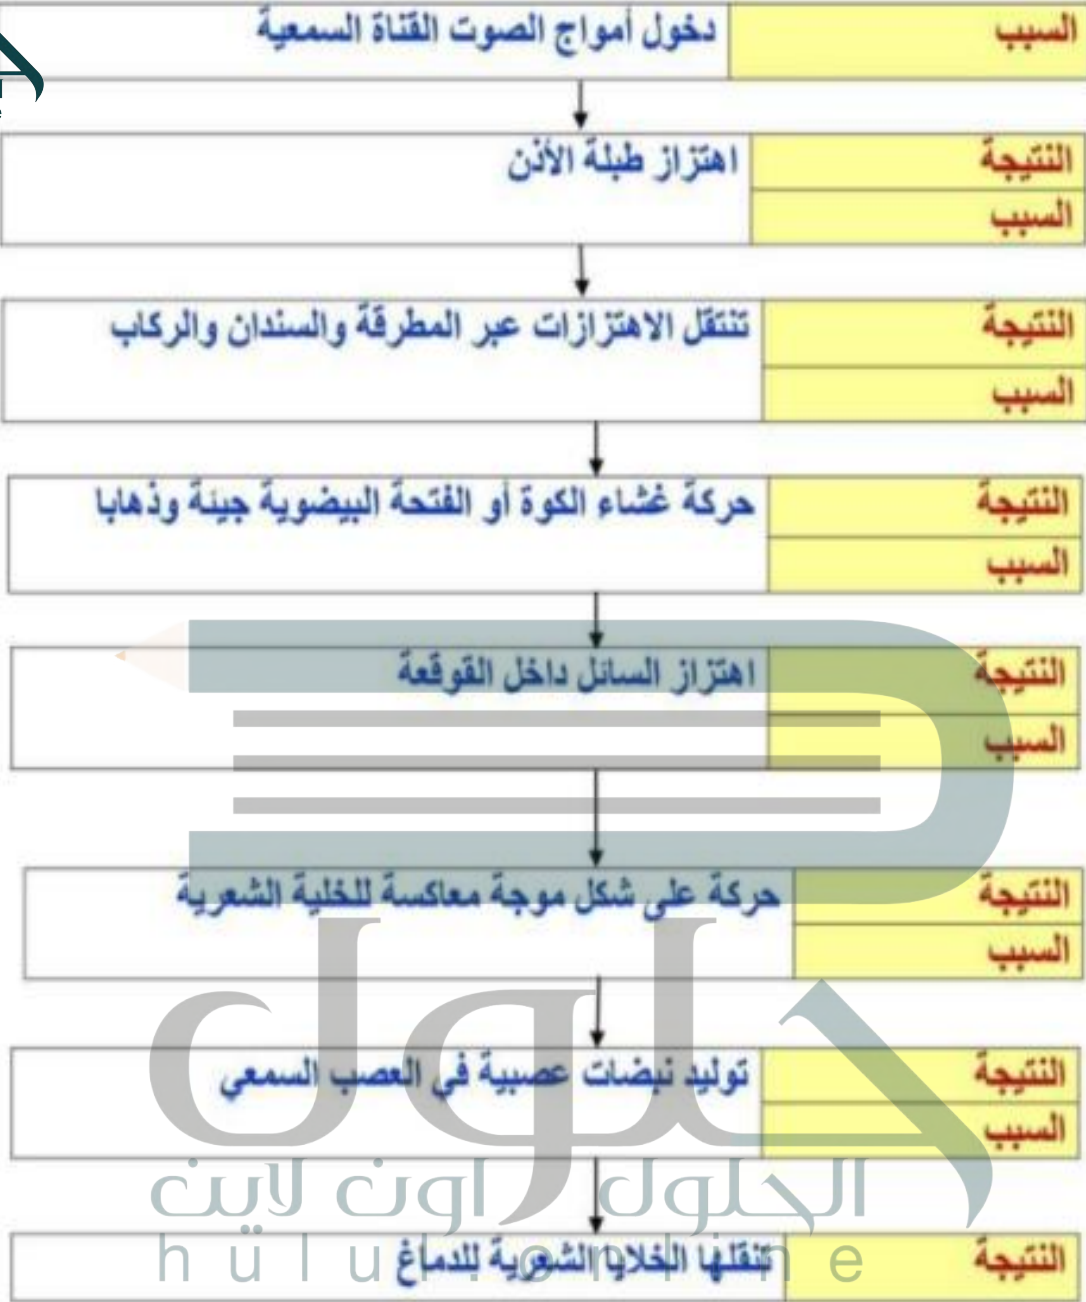 السبب
دخول أمواج الصوت القناة السمعية
النتيجة
اهتزاز طبلة الأذن
السبب
النتيجة
تنتقل الاهتزازات عبر المطرقة والسندان والركاب
السبب
النتيجة
حركة غشاء الكوة أو الفتحة البيضوية جيئة وذهابا
السبب
النتيجة
اهتزاز السائل داخل القوقعة
السبب
النتيجة
حركة على شكل موجة معاكسة للخلية الشعرية
السبب
النتيجة
توليد نبضات عصبية في العصب السمعي
السبب
النتيجة
تنقلها الخلايا الشعرية للدماغ
حلول
الحلول اون لاين
hülul.online